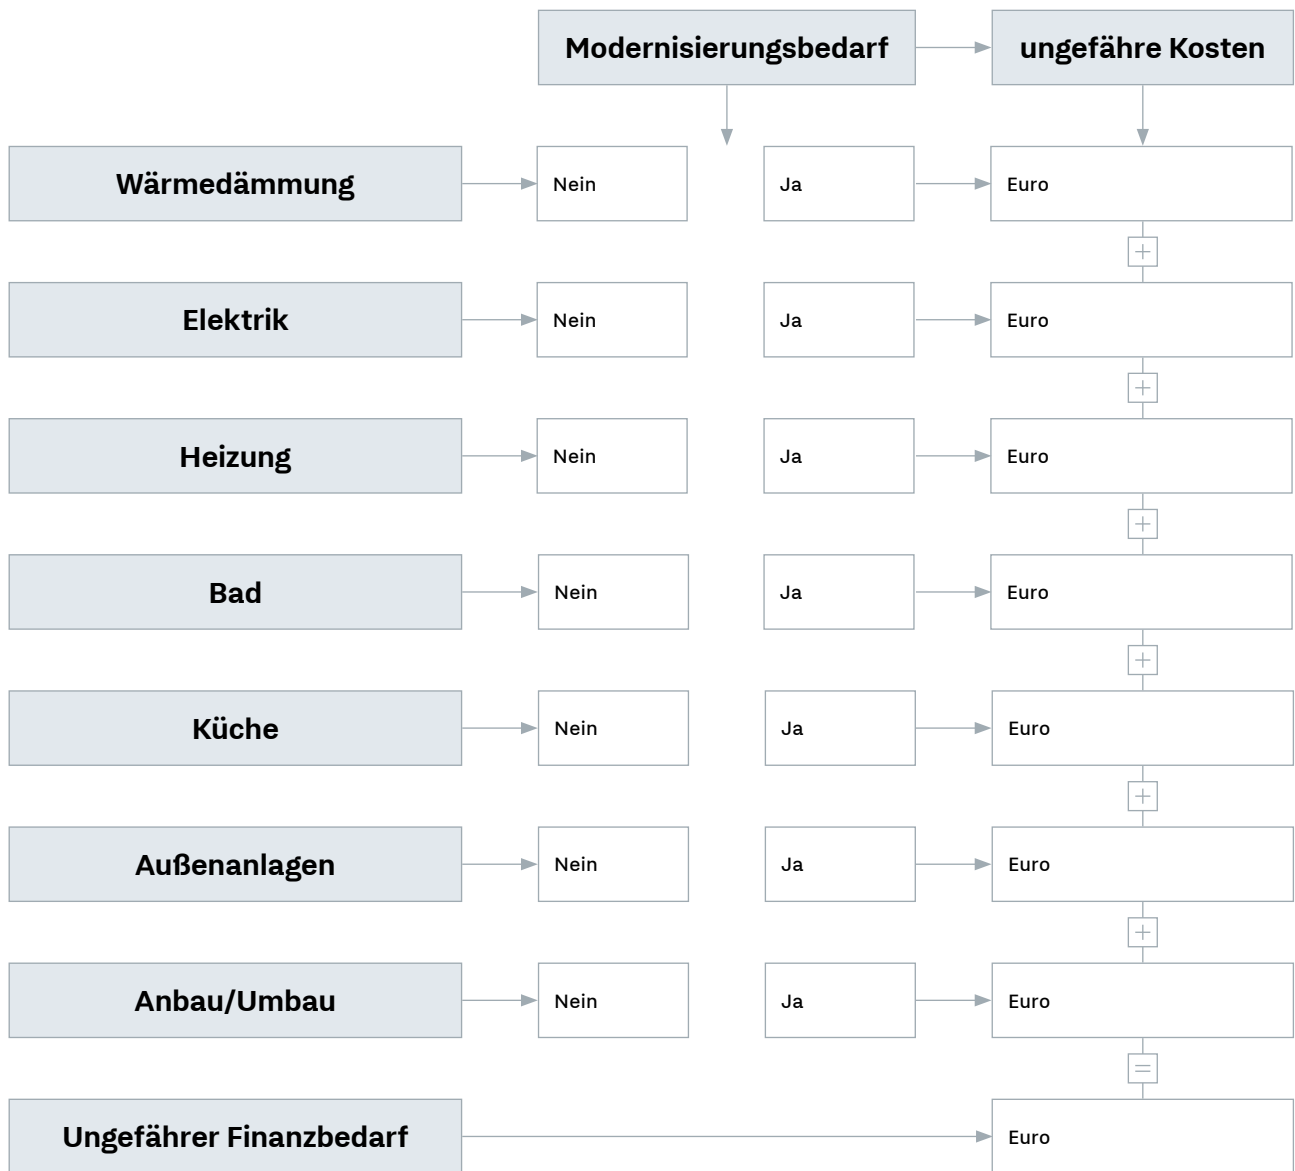 Modernisierungsbedarf ungefähre Kosten
Wärmedämmung Nein Ja Euro
+
Elektrik Nein Ja Euro
+
Heizung Nein Ja Euro
+
Bad Nein Ja Euro
+
Küche Nein Ja Euro
+
Außenanlagen Nein Ja Euro
+
Anbau/Umbau Nein Ja Euro
=
Ungefährer Finanzbedarf Euro